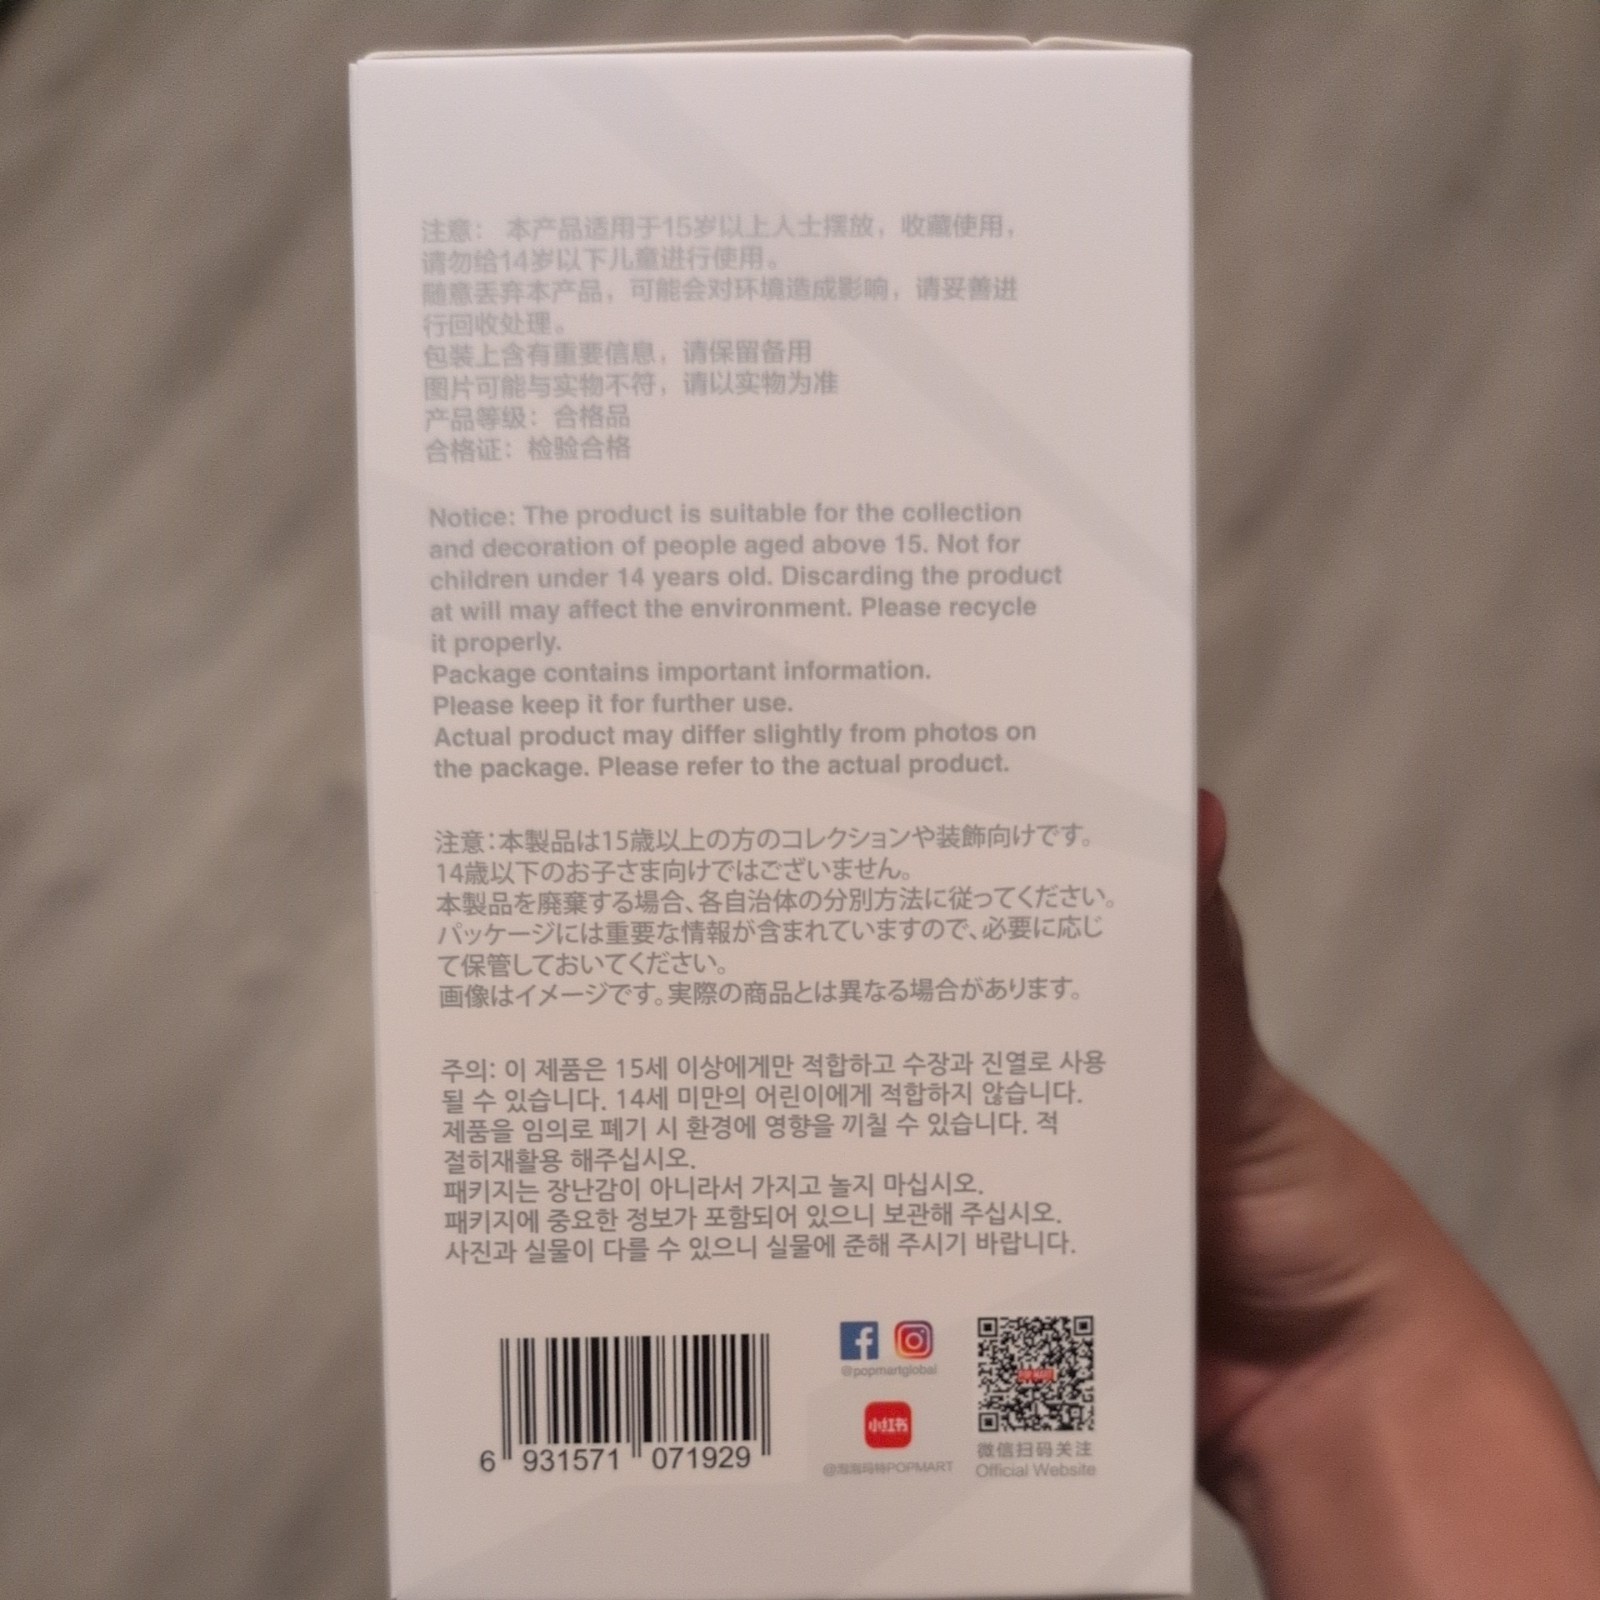 注意： 本产品适用于15岁以上人士摆放，收藏使用，
请勿给14岁以下儿童进行使用。
随意丢弃本产品，可能会对环境造成影响，请妥善进
行回收处理。
包装上含有重要信息，请保留备用
图片可能与实物不符，请以实物为准
产品等级：合格品
合格证：检验合格
Notice: The product is suitable for the collection
and decoration of people aged above 15. Not for
children under 14 years old. Discarding the product
at will may affect the environment. Please recycle
it properly.
Package contains important information.
Please keep it for further use.
Actual product may differ slightly from photos on
the package. Please refer to the actual product.
注意：本製品は15歳以上の方のコレクションや装飾向けです。
14歳以下のお子さま向けではございません。
本製品を廃棄する場合、各自治体の分別方法に従ってください。
パッケージには重要な情報が含まれていますので、必要に応じ
て保管しておいてください。
画像はイメージです。実際の商品とは異なる場合があります。
주의: 이 제품은 15세 이상에게만 적합하고 수장과 진열로 사용
될 수 있습니다. 14세 미만의 어린이에게 적합하지 않습니다.
제품을 임의로 폐기 시 환경에 영향을 끼칠 수 있습니다. 적
절히재활용 해주십시오.
패키지는 장난감이 아니라서 가지고 놀지 마십시오.
패키지에 중요한 정보가 포함되어 있으니 보관해 주십시오.
사진과 실물이 다를 수 있으니 실물에 준해 주시기 바랍니다.
6 931571 071929
@popmartglobal
小红书
@泡泡玛特POPMART
POP MART
微信扫码关注
Official Website